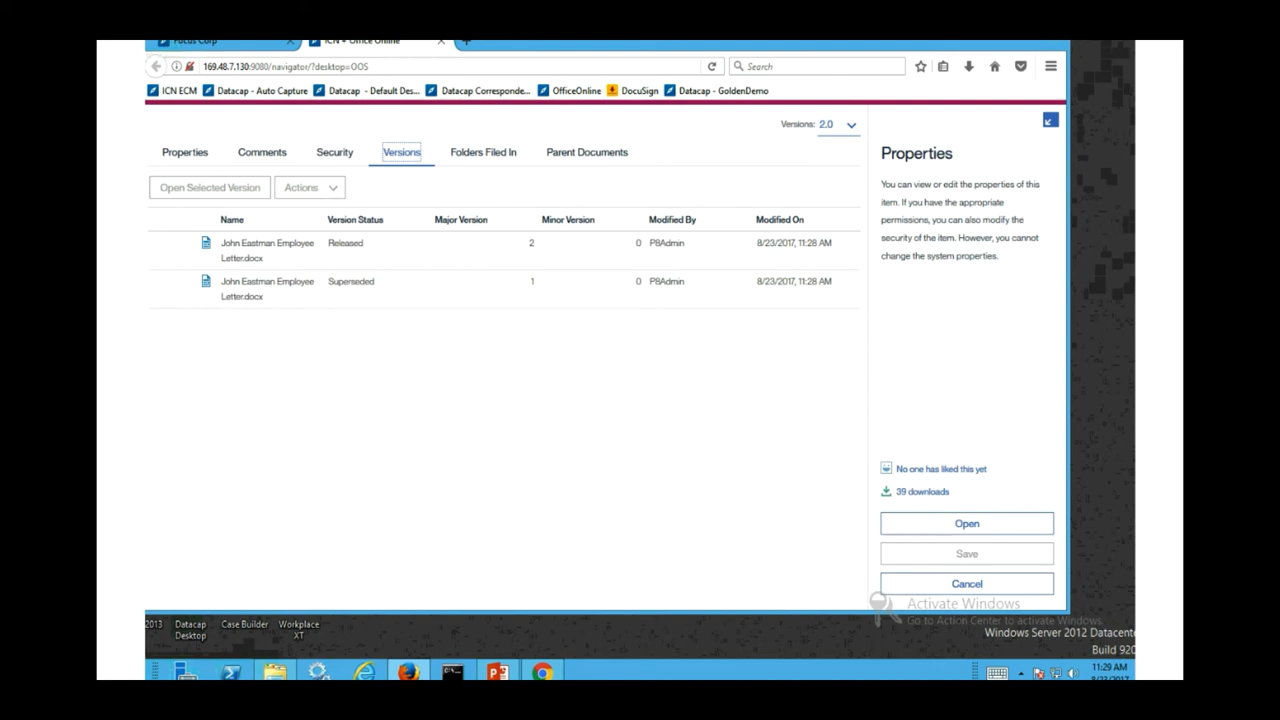 Focus Corp
ICN - Office Online
169.48.7.130:9080/navigator/?desktop=OOS
Search
ICN ECM
Datacap - Auto Capture
Datacap - Default Des...
Datacap Corresponde...
OfficeOnline
DocuSign
Datacap - GoldenDemo
Versions: 2.0
Properties
Comments
Security
Versions
Folders Filed In
Parent Documents
Open Selected Version
Actions
Name
Version Status
Major Version
Minor Version
Modified By
Modified On
John Eastman Employee
Letter.docx
Released
2
0
P8Admin
8/23/2017, 11:28 AM
John Eastman Employee
Letter.docx
Superseded
1
0
P8Admin
8/23/2017, 11:28 AM
Properties
You can view or edit the properties of this
item. If you have the appropriate
permissions, you can also modify the
security of the item. However, you cannot
change the system properties.
No one has liked this yet
39 downloads
Open
Save
Cancel
Activate Windows
Go to Action Center to activate Windows.
Windows Server 2012 Datacente
Build 920
2013
Datacap
Desktop
Case Builder
Workplace
XT
11:29 AM
8/23/2017